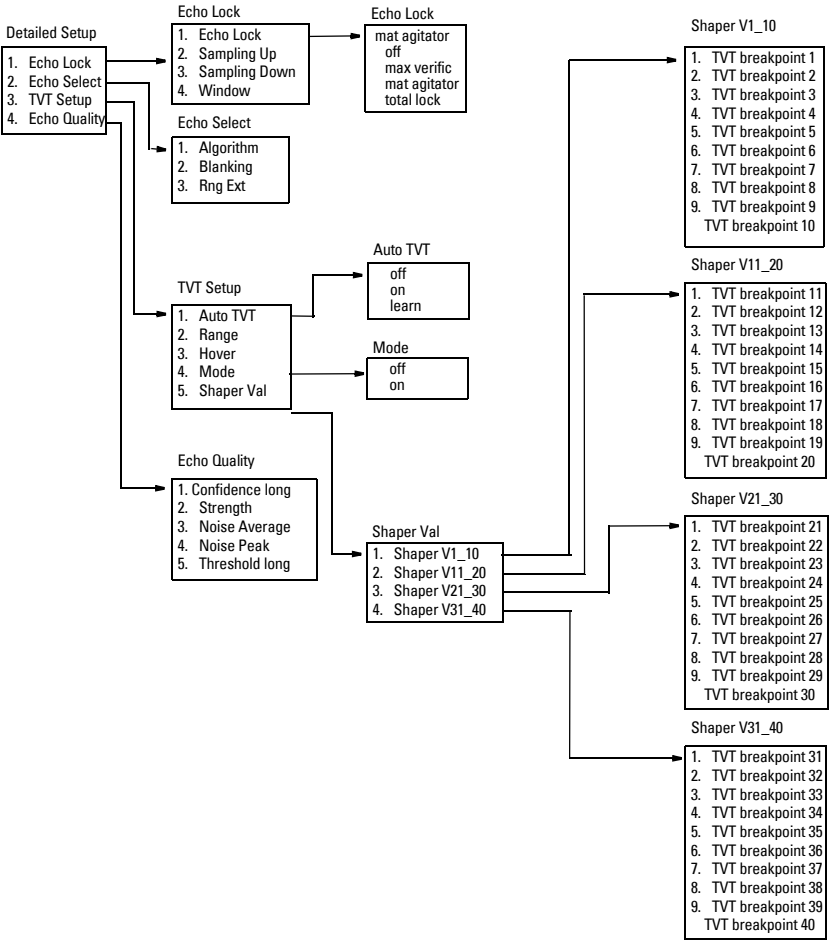 Detailed Setup
1. Echo Lock
2. Echo Select
3. TVT Setup
4. Echo Quality
Echo Lock
1. Echo Lock
2. Sampling Up
3. Sampling Down
4. Window
Echo Lock
mat agitator
off
max verific
mat agitator
total lock
Echo Select
1. Algorithm
2. Blanking
3. Rng Ext
TVT Setup
1. Auto TVT
2. Range
3. Hover
4. Mode
5. Shaper Val
Auto TVT
off
on
learn
Mode
off
on
Echo Quality
1. Confidence long
2. Strength
3. Noise Average
4. Noise Peak
5. Threshold long
Shaper Val
1. Shaper V1_10
2. Shaper V11_20
3. Shaper V21_30
4. Shaper V31_40
Shaper V1_10
1. TVT breakpoint 1
2. TVT breakpoint 2
3. TVT breakpoint 3
4. TVT breakpoint 4
5. TVT breakpoint 5
6. TVT breakpoint 6
7. TVT breakpoint 7
8. TVT breakpoint 8
9. TVT breakpoint 9
TVT breakpoint 10
Shaper V11_20
1. TVT breakpoint 11
2. TVT breakpoint 12
3. TVT breakpoint 13
4. TVT breakpoint 14
5. TVT breakpoint 15
6. TVT breakpoint 16
7. TVT breakpoint 17
8. TVT breakpoint 18
9. TVT breakpoint 19
TVT breakpoint 20
Shaper V21_30
1. TVT breakpoint 21
2. TVT breakpoint 22
3. TVT breakpoint 23
4. TVT breakpoint 24
5. TVT breakpoint 25
6. TVT breakpoint 26
7. TVT breakpoint 27
8. TVT breakpoint 28
9. TVT breakpoint 29
TVT breakpoint 30
Shaper V31_40
1. TVT breakpoint 31
2. TVT breakpoint 32
3. TVT breakpoint 33
4. TVT breakpoint 34
5. TVT breakpoint 35
6. TVT breakpoint 36
7. TVT breakpoint 37
8. TVT breakpoint 38
9. TVT breakpoint 39
TVT breakpoint 40